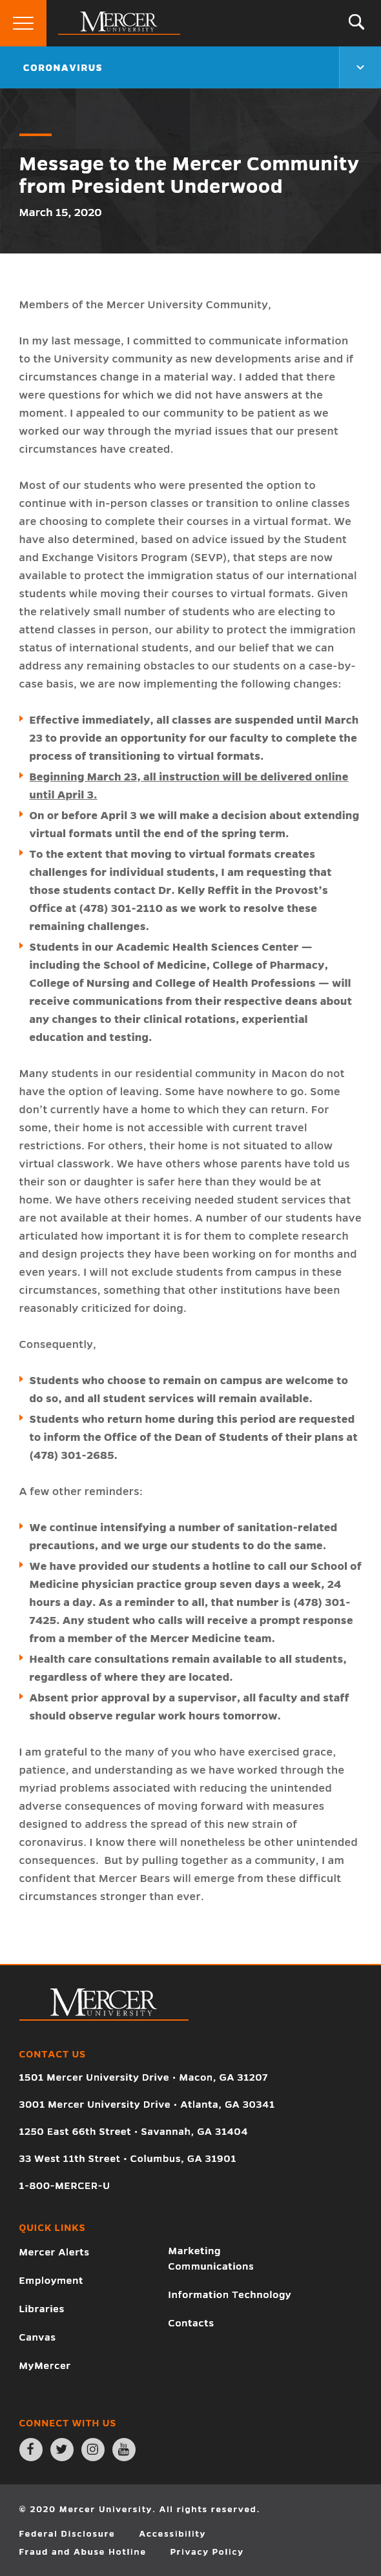 MERCER
UNIVERSITY
CORONAVIRUS
Message to the Mercer Community
from President Underwood
March 15, 2020
Members of the Mercer University Community,
In my last message, I committed to communicate information
to the University community as new developments arise and if
circumstances change in a material way. I added that there
were questions for which we did not have answers at the
moment. I appealed to our community to be patient as we
worked our way through the myriad issues that our present
circumstances have created.
Most of our students who were presented the option to
continue with in-person classes or transition to online classes
are choosing to complete their courses in a virtual format. We
have also determined, based on advice issued by the Student
and Exchange Visitors Program (SEVP), that steps are now
available to protect the immigration status of our international
students while moving their courses to virtual formats. Given
the relatively small number of students who are electing to
attend classes in person, our ability to protect the immigration
status of international students, and our belief that we can
address any remaining obstacles to our students on a case-by-
case basis, we are now implementing the following changes:
Effective immediately, all classes are suspended until March
23 to provide an opportunity for our faculty to complete the
process of transitioning to virtual formats.
Beginning March 23, all instruction will be delivered online
until April 3.
On or before April 3 we will make a decision about extending
virtual formats until the end of the spring term.
To the extent that moving to virtual formats creates
challenges for individual students, I am requesting that
those students contact Dr. Kelly Reffit in the Provost's
Office at (478) 301-2110 as we work to resolve these
remaining challenges.
Students in our Academic Health Sciences Center —
including the School of Medicine, College of Pharmacy,
College of Nursing and College of Health Professions — will
receive communications from their respective deans about
any changes to their clinical rotations, experiential
education and testing.
Many students in our residential community in Macon do not
have the option of leaving. Some have nowhere to go. Some
don't currently have a home to which they can return. For
some, their home is not accessible with current travel
restrictions. For others, their home is not situated to allow
virtual classwork. We have others whose parents have told us
their son or daughter is safer here than they would be at
home. We have others receiving needed student services that
are not available at their homes. A number of our students have
articulated how important it is for them to complete research
and design projects they have been working on for months and
even years. I will not exclude students from campus in these
circumstances, something that other institutions have been
reasonably criticized for doing.
Consequently,
Students who choose to remain on campus are welcome to
do so, and all student services will remain available.
Students who return home during this period are requested
to inform the Office of the Dean of Students of their plans at
(478) 301-2685.
A few other reminders:
We continue intensifying a number of sanitation-related
precautions, and we urge our students to do the same.
We have provided our students a hotline to call our School of
Medicine physician practice group seven days a week, 24
hours a day. As a reminder to all, that number is (478) 301-
7425. Any student who calls will receive a prompt response
from a member of the Mercer Medicine team.
Health care consultations remain available to all students,
regardless of where they are located.
Absent prior approval by a supervisor, all faculty and staff
should observe regular work hours tomorrow.
I am grateful to the many of you who have exercised grace,
patience, and understanding as we have worked through the
myriad problems associated with reducing the unintended
adverse consequences of moving forward with measures
designed to address the spread of this new strain of
coronavirus. I know there will nonetheless be other unintended
consequences.  But by pulling together as a community, I am
confident that Mercer Bears will emerge from these difficult
circumstances stronger than ever.
MERCER
UNIVERSITY
CONTACT US
1501 Mercer University Drive • Macon, GA 31207
3001 Mercer University Drive • Atlanta, GA 30341
1250 East 66th Street • Savannah, GA 31404
33 West 11th Street • Columbus, GA 31901
1-800-MERCER-U
QUICK LINKS
Mercer Alerts
Employment
Libraries
Canvas
MyMercer
Marketing
Communications
Information Technology
Contacts
CONNECT WITH US
You
Tube
© 2020 Mercer University. All rights reserved.
Federal Disclosure Accessibility
Fraud and Abuse Hotline Privacy Policy